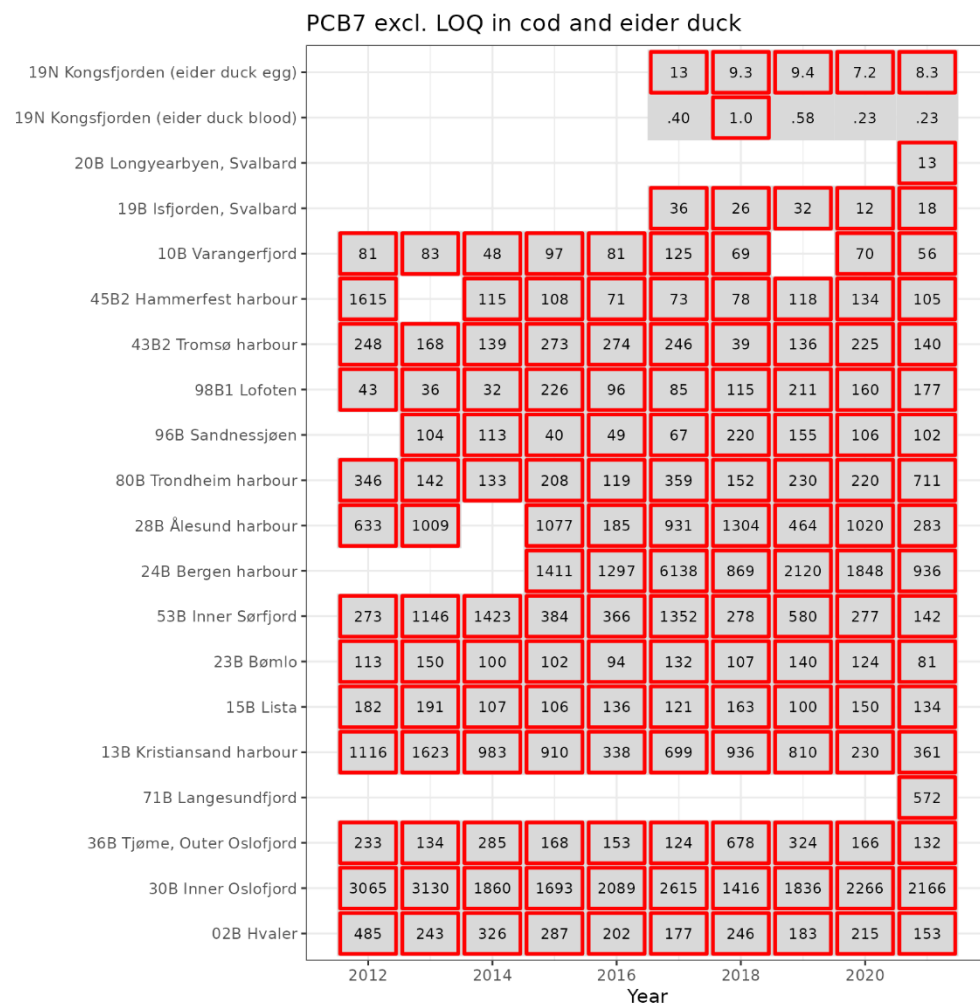 PCB7 excl. LOQ in cod and eider duck
19N Kongsfjorden (eider duck egg) 13 9.3 9.4 7.2 8.3
19N Kongsfjorden (eider duck blood) .40 1.0 .58 .23 .23
20B Longyearbyen, Svalbard 13
19B Isfjorden, Svalbard 36 26 32 12 18
10B Varangerfjord 81 83 48 97 81 125 69 70 56
45B2 Hammerfest harbour 1615 115 108 71 73 78 118 134 105
43B2 Tromsø harbour 248 168 139 273 274 246 39 136 225 140
98B1 Lofoten 43 36 32 226 96 85 115 211 160 177
96B Sandnessjøen 104 113 40 49 67 220 155 106 102
80B Trondheim harbour 346 142 133 208 119 359 152 230 220 711
28B Ålesund harbour 633 1009 1077 185 931 1304 464 1020 283
24B Bergen harbour 1411 1297 6138 869 2120 1848 936
53B Inner Sørfjord 273 1146 1423 384 366 1352 278 580 277 142
23B Bømlo 113 150 100 102 94 132 107 140 124 81
15B Lista 182 191 107 106 136 121 163 100 150 134
13B Kristiansand harbour 1116 1623 983 910 338 699 936 810 230 361
71B Langesundfjord 572
36B Tjøme, Outer Oslofjord 233 134 285 168 153 124 678 324 166 132
30B Inner Oslofjord 3065 3130 1860 1693 2089 2615 1416 1836 2266 2166
02B Hvaler 485 243 326 287 202 177 246 183 215 153
2012 2014 2016 2018 2020
Year